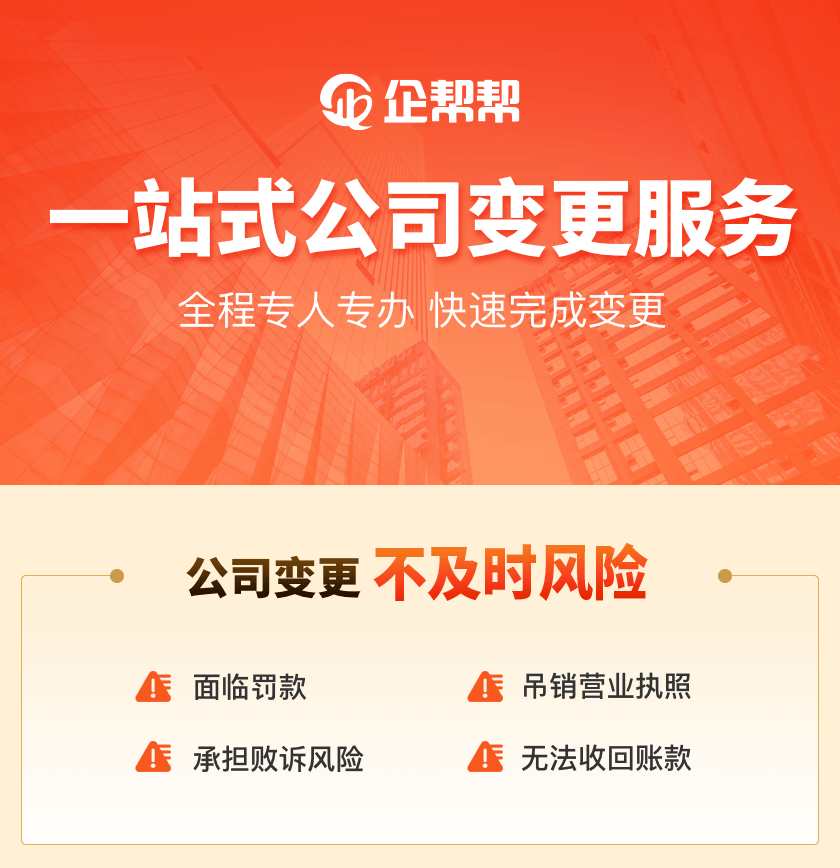 企帮帮
一站式公司变更服务
全程专人专办 快速完成变更
公司变更 不及时风险
面临罚款
吊销营业执照
承担败诉风险
无法收回账款